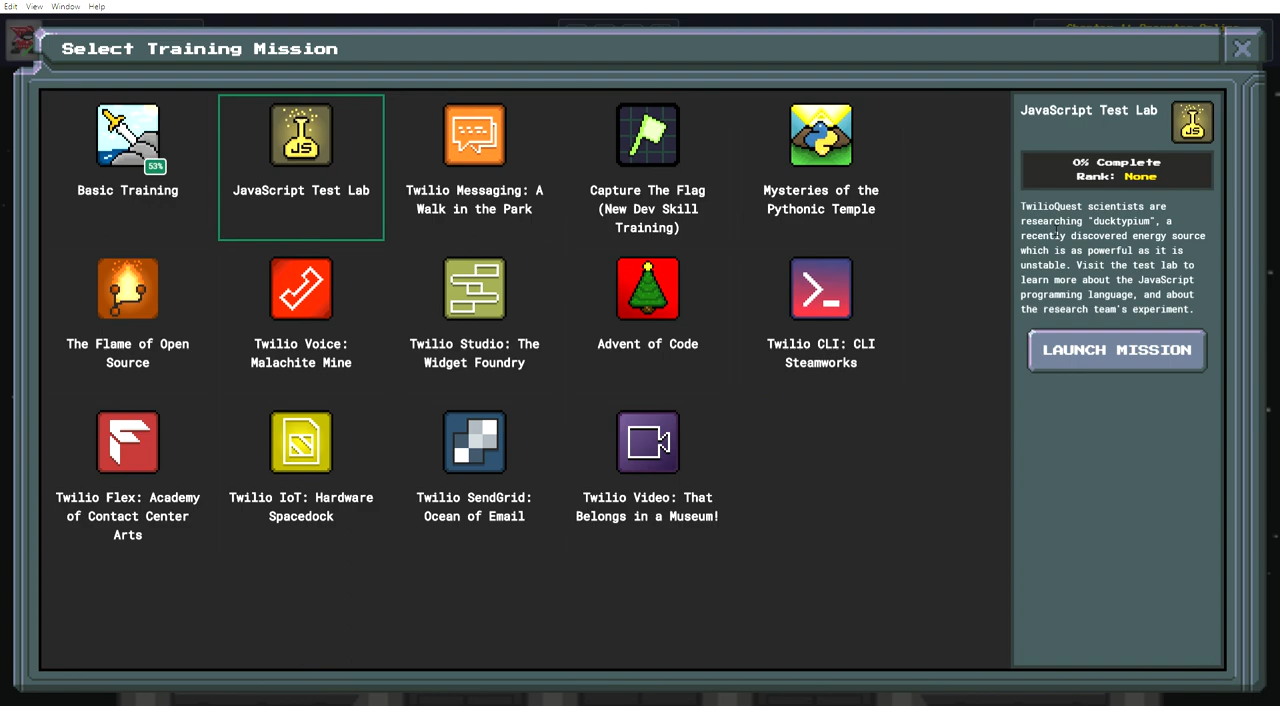 Edit View Window Help
Select Training Mission
53%
Basic Training
JS
JavaScript Test Lab
Twilio Messaging: A
Walk in the Park
Capture The Flag
(New Dev Skill
Training)
Mysteries of the
Pythonic Temple
The Flame of Open
Source
Twilio Voice:
Malachite Mine
Twilio Studio: The
Widget Foundry
Advent of Code
Twilio CLI: CLI
Steamworks
Twilio Flex: Academy
of Contact Center
Arts
Twilio IoT: Hardware
Spacedock
Twilio SendGrid:
Ocean of Email
Twilio Video: That
Belongs in a Museum!
JavaScript Test Lab
JS
0% Complete
Rank: None
TwilioQuest scientists are
researching "ducktypium", a
recently discovered energy source
which is as powerful as it is
unstable. Visit the test lab to
learn more about the JavaScript
programming language, and about
the research team's experiment.
LAUNCH MISSION